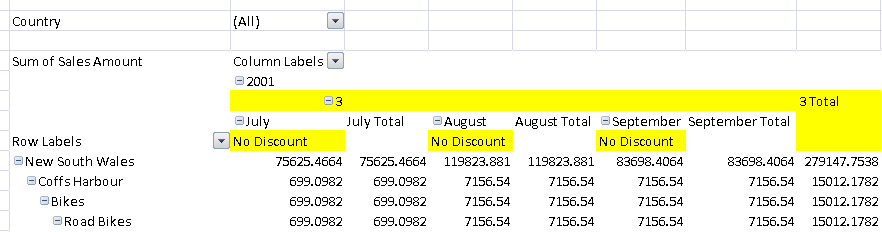 Country (All)
Sum of Sales Amount Column Labels
2001
3 3 Total
July July Total August August Total September September Total
Row Labels No Discount No Discount No Discount
New South Wales 75625.4664 75625.4664 119823.881 119823.881 83698.4064 83698.4064 279147.7538
Coffs Harbour 699.0982 699.0982 7156.54 7156.54 7156.54 7156.54 15012.1782
Bikes 699.0982 699.0982 7156.54 7156.54 7156.54 7156.54 15012.1782
Road Bikes 699.0982 699.0982 7156.54 7156.54 7156.54 7156.54 15012.1782